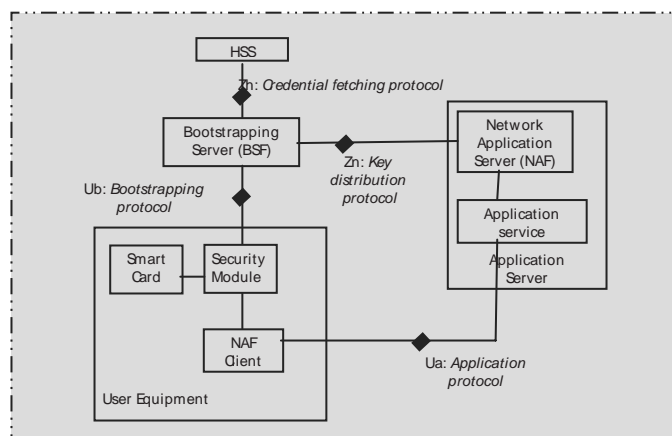 HSS
Zh: Credential fetching protocol
Bootstrapping
Server (BSF)
Network
Application
Server (NAF)
Zn: Key
distribution
protocol
Ub: Bootstrapping
protocol
Application
service
Application
Server
Smart
Card
Security
Module
NAF
Client
Ua: Application
protocol
User Equipment